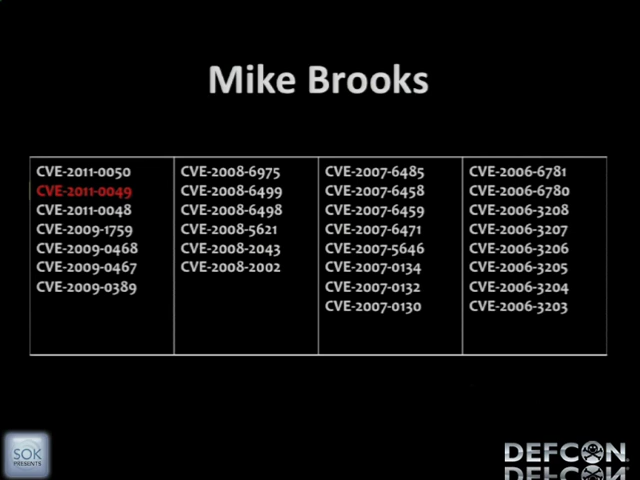 Mike Brooks
CVE-2011-0050
CVE-2011-0049
CVE-2011-0048
CVE-2009-1759
CVE-2009-0468
CVE-2009-0467
CVE-2009-0389
CVE-2008-6975
CVE-2008-6499
CVE-2008-6498
CVE-2008-5621
CVE-2008-2043
CVE-2008-2002
CVE-2007-6485
CVE-2007-6458
CVE-2007-6459
CVE-2007-6471
CVE-2007-5646
CVE-2007-0134
CVE-2007-0132
CVE-2007-0130
CVE-2006-6781
CVE-2006-6780
CVE-2006-3208
CVE-2006-3207
CVE-2006-3206
CVE-2006-3205
CVE-2006-3204
CVE-2006-3203
SOK
PRESENTS
DEFCON